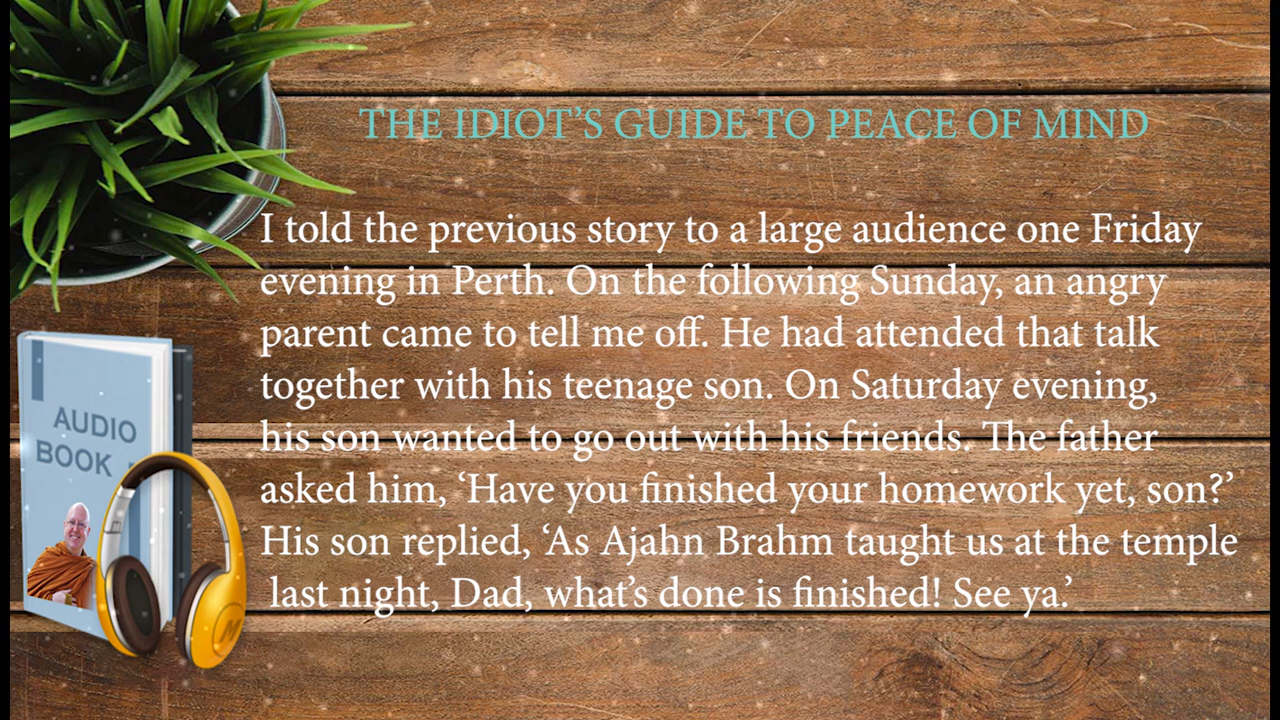 THE IDIOT’S GUIDE TO PEACE OF MIND
I told the previous story to a large audience one Friday
evening in Perth. On the following Sunday, an angry
parent came to tell me off. He had attended that talk
together with his teenage son. On Saturday evening,
his son wanted to go out with his friends. The father
asked him, ‘Have you finished your homework yet, son?’
His son replied, ‘As Ajahn Brahm taught us at the temple
last night, Dad, what’s done is finished! See ya.’
AUDIO
BOOK